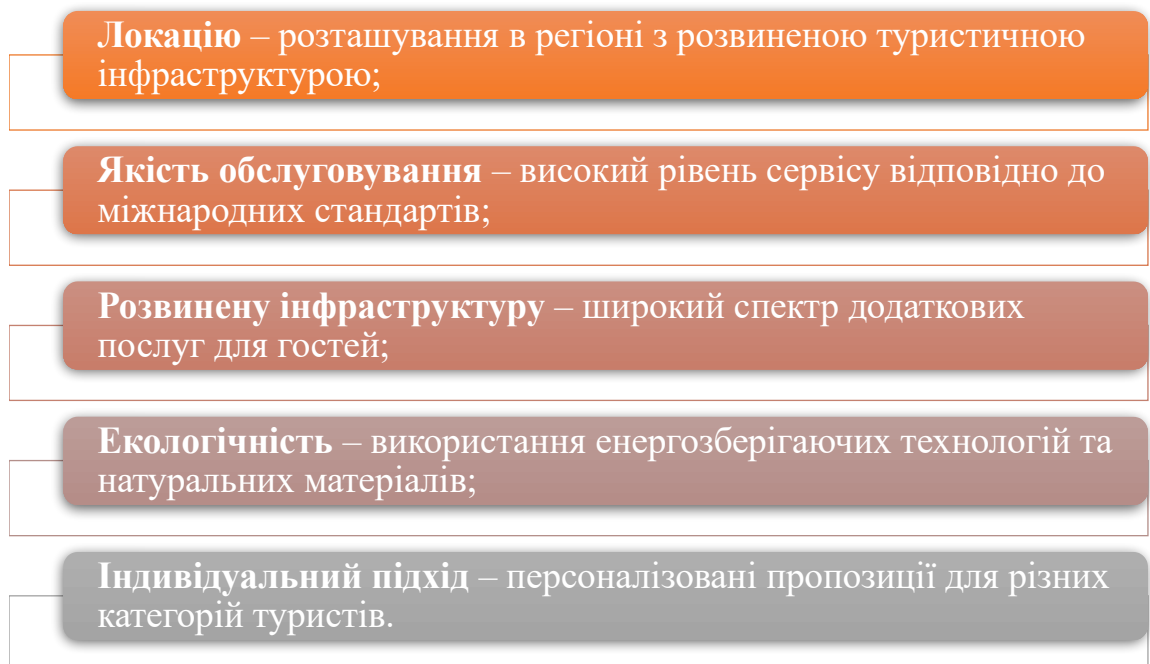 Локацію – розташування в регіоні з розвиненою туристичною
інфраструктурою;
Якість обслуговування – високий рівень сервісу відповідно до
міжнародних стандартів;
Розвинену інфраструктуру – широкий спектр додаткових
послуг для гостей;
Екологічність – використання енергозберігаючих технологій та
натуральних матеріалів;
Індивідуальний підхід – персоналізовані пропозиції для різних
категорій туристів.